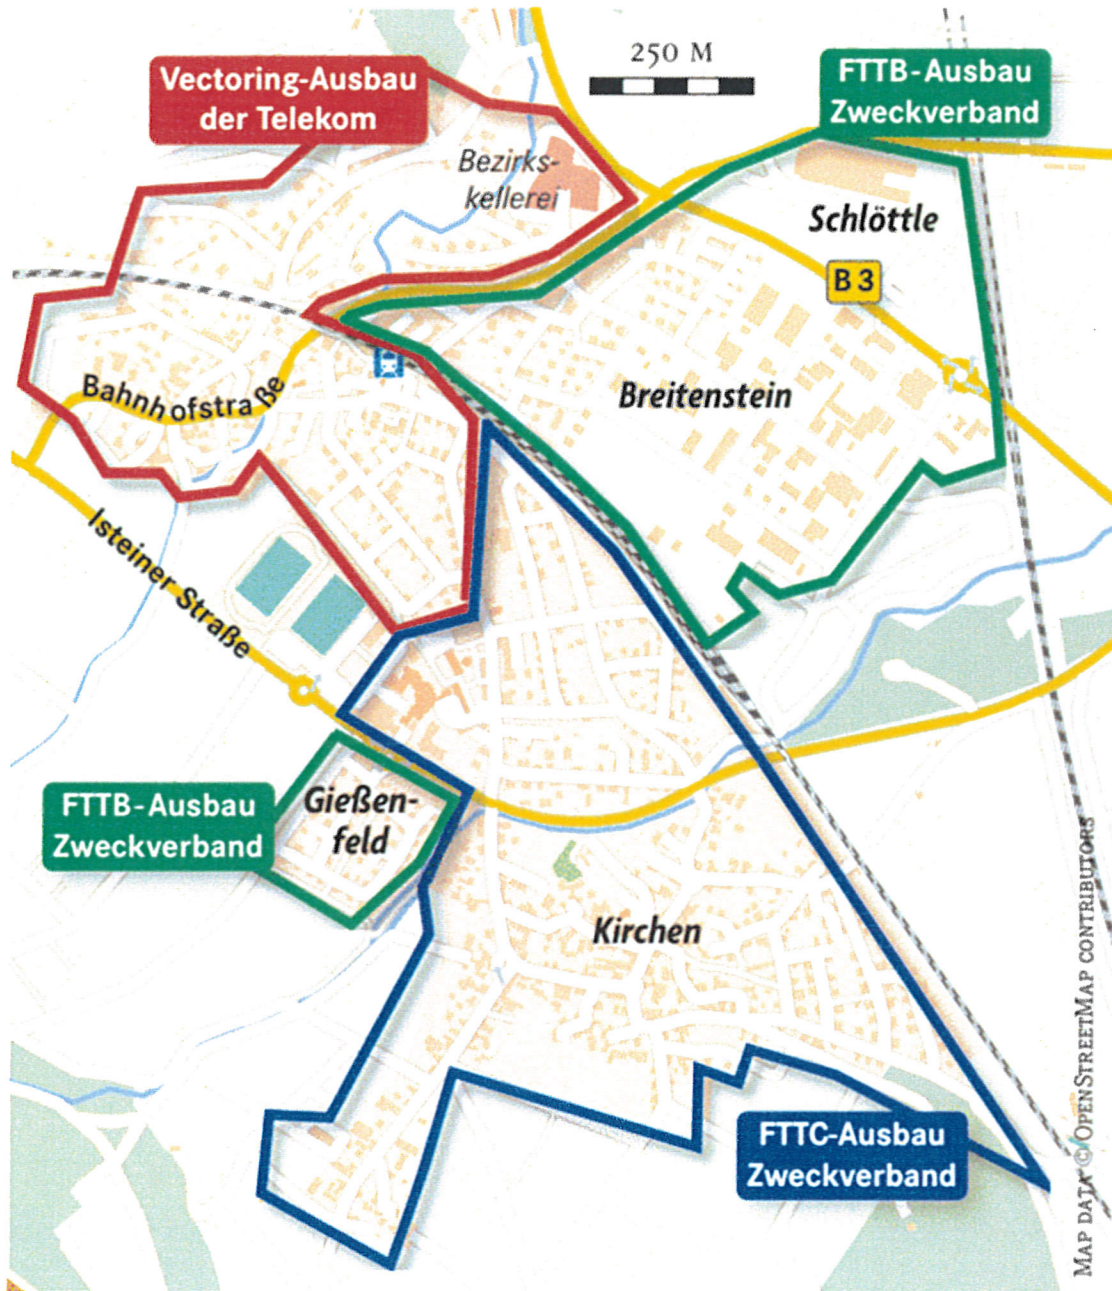 250 M
Vectoring-Ausbau
der Telekom
FTTB-Ausbau
Zweckverband
Bezirks-
kellerei
Schlöttle
B 3
Breitenstein
Bahnhofstraße
Isteiner Straße
FTTB-Ausbau
Zweckverband
Gießen-
feld
Kirchen
FTTC-Ausbau
Zweckverband
MAP DATA © OPENSTREETMAP CONTRIBUTORS